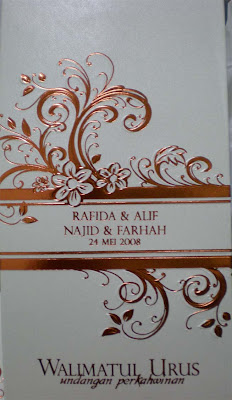 RAFIDA & ALIF
NAJID & FARHAH
24 MEI 2008
WALIMATUL URUS
undangan perkahwinan